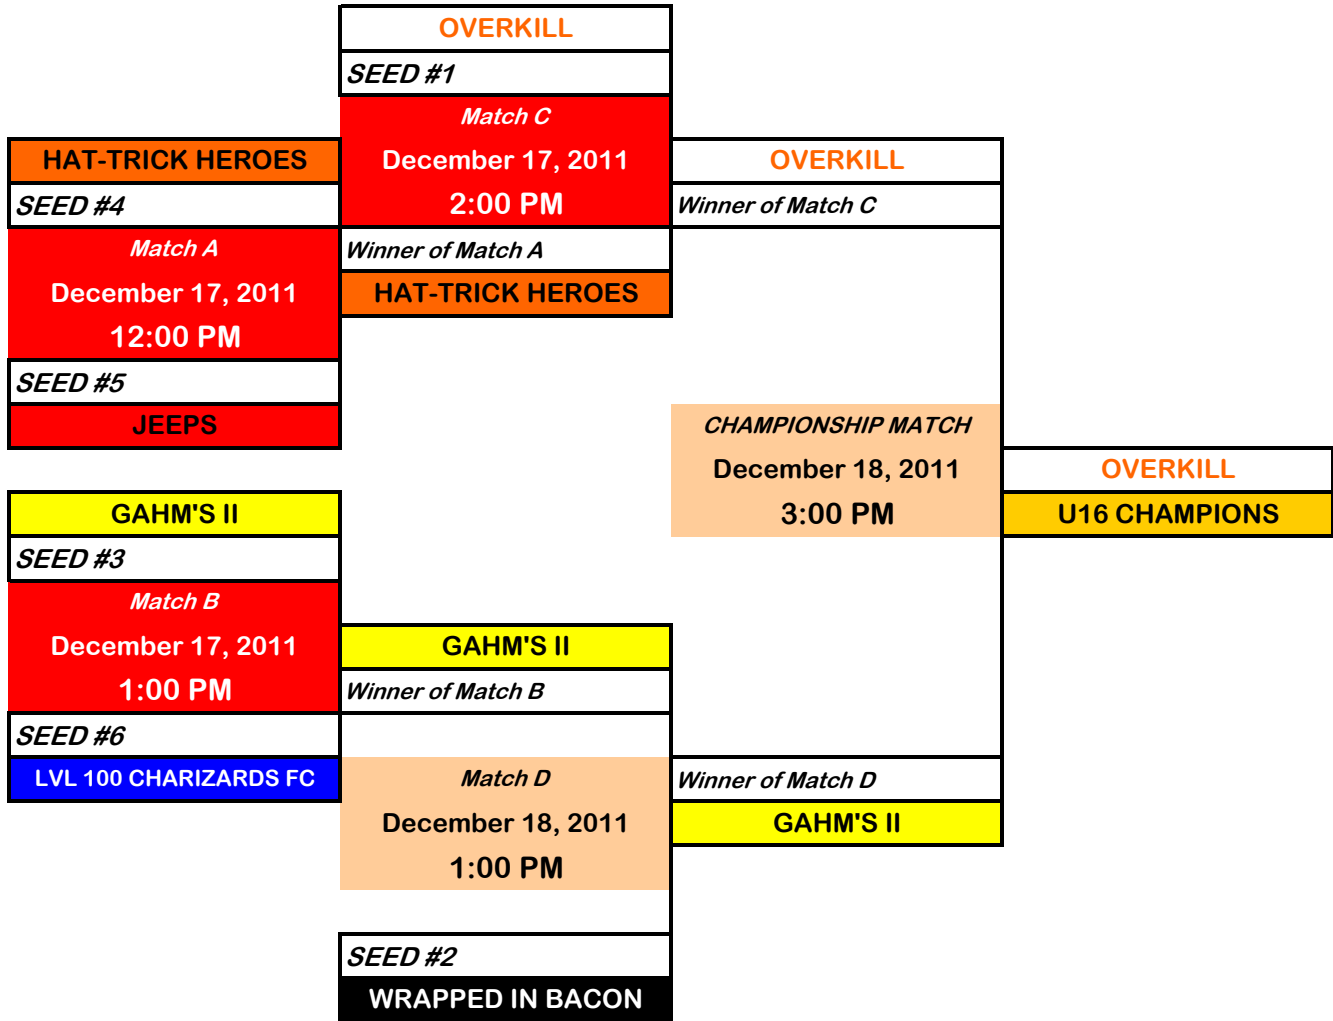 OVERKILL
SEED #1
Match C
December 17, 2011
2:00 PM
Winner of Match A
HAT-TRICK HEROES
HAT-TRICK HEROES
SEED #4
Match A
December 17, 2011
12:00 PM
SEED #5
JEEPS
OVERKILL
Winner of Match C
CHAMPIONSHIP MATCH
December 18, 2011
3:00 PM
OVERKILL
U16 CHAMPIONS
GAHM'S II
SEED #3
Match B
December 17, 2011
1:00 PM
SEED #6
LVL 100 CHARIZARDS FC
GAHM'S II
Winner of Match B
Match D
December 18, 2011
1:00 PM
SEED #2
WRAPPED IN BACON
Winner of Match D
GAHM'S II